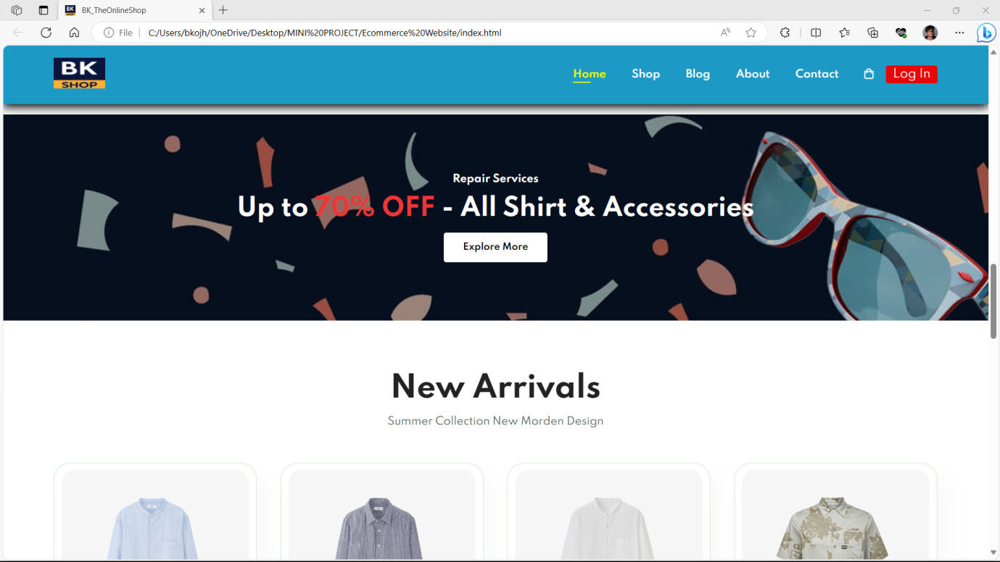 BK_TheOnlineShop
File
C:/Users/bkojh/OneDrive/Desktop/MINI%20PROJECT/Ecommerce%20Website/index.html
BK
SHOP
Home
Shop
Blog
About
Contact
Log In
Repair Services
Up to 70% OFF - All Shirt & Accessories
Explore More
New Arrivals
Summer Collection New Morden Design